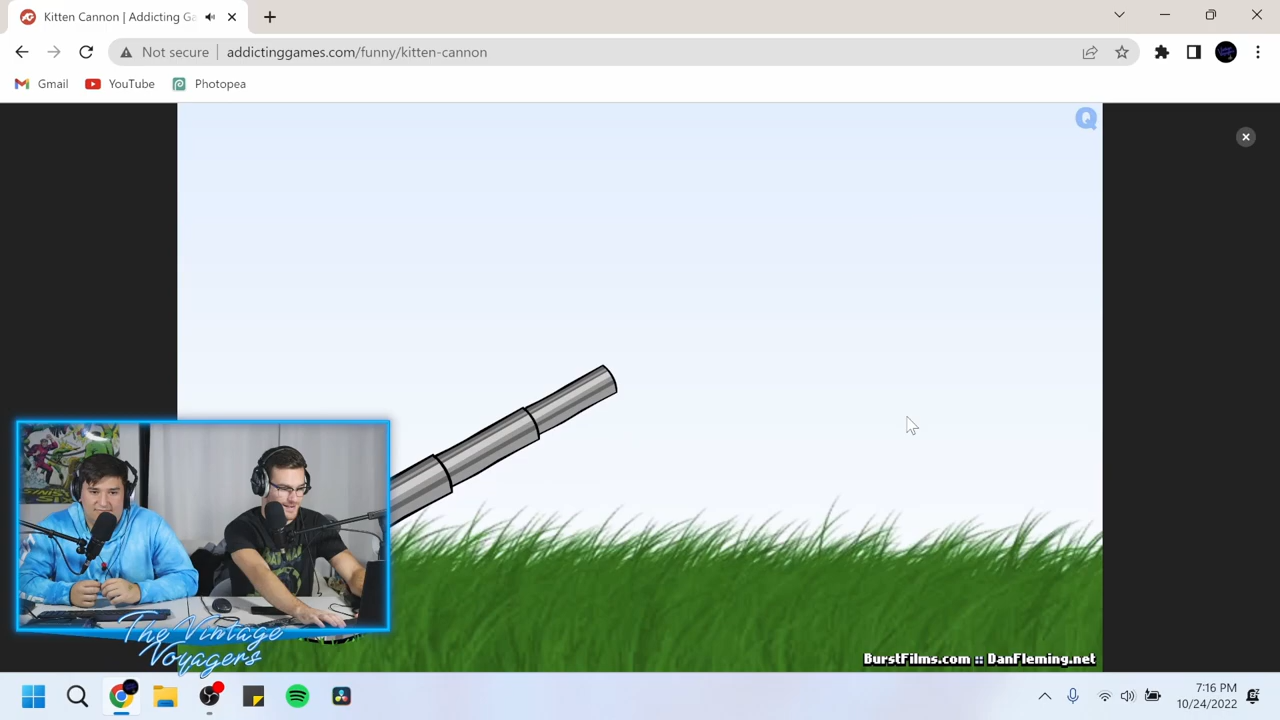 Kitten Cannon | Addicting Ga
Not secure
addictinggames.com/funny/kitten-cannon
Gmail
YouTube
Photopea
Q
The Vintage
Voyagers
BurstFilms.com :: DanFleming.net
7:16 PM
10/24/2022